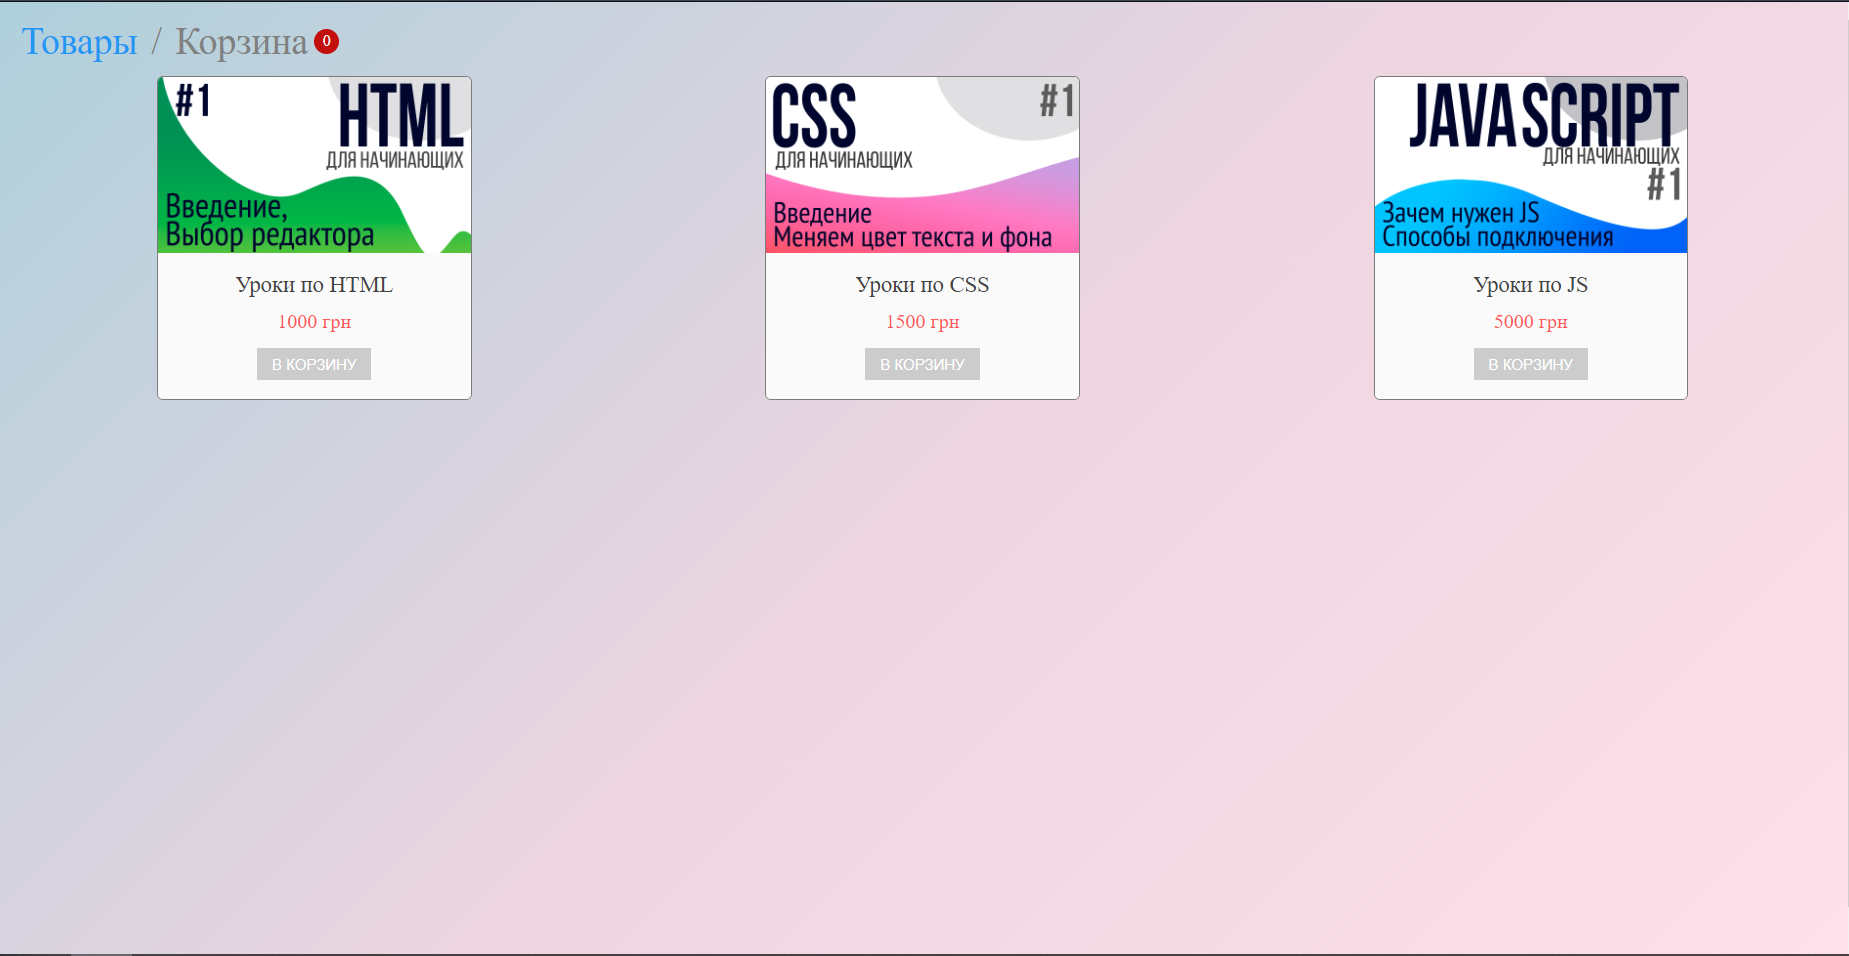 Товары / Корзина 0
#1
HTML
ДЛЯ НАЧИНАЮЩИХ
Введение,
Выбор редактора
Уроки по HTML
1000 грн
В КОРЗИНУ
CSS
#1
ДЛЯ НАЧИНАЮЩИХ
Введение
Меняем цвет текста и фона
Уроки по CSS
1500 грн
В КОРЗИНУ
JAVASCRIPT
ДЛЯ НАЧИНАЮЩИХ
#1
Зачем нужен JS
Способы подключения
Уроки по JS
5000 грн
В КОРЗИНУ